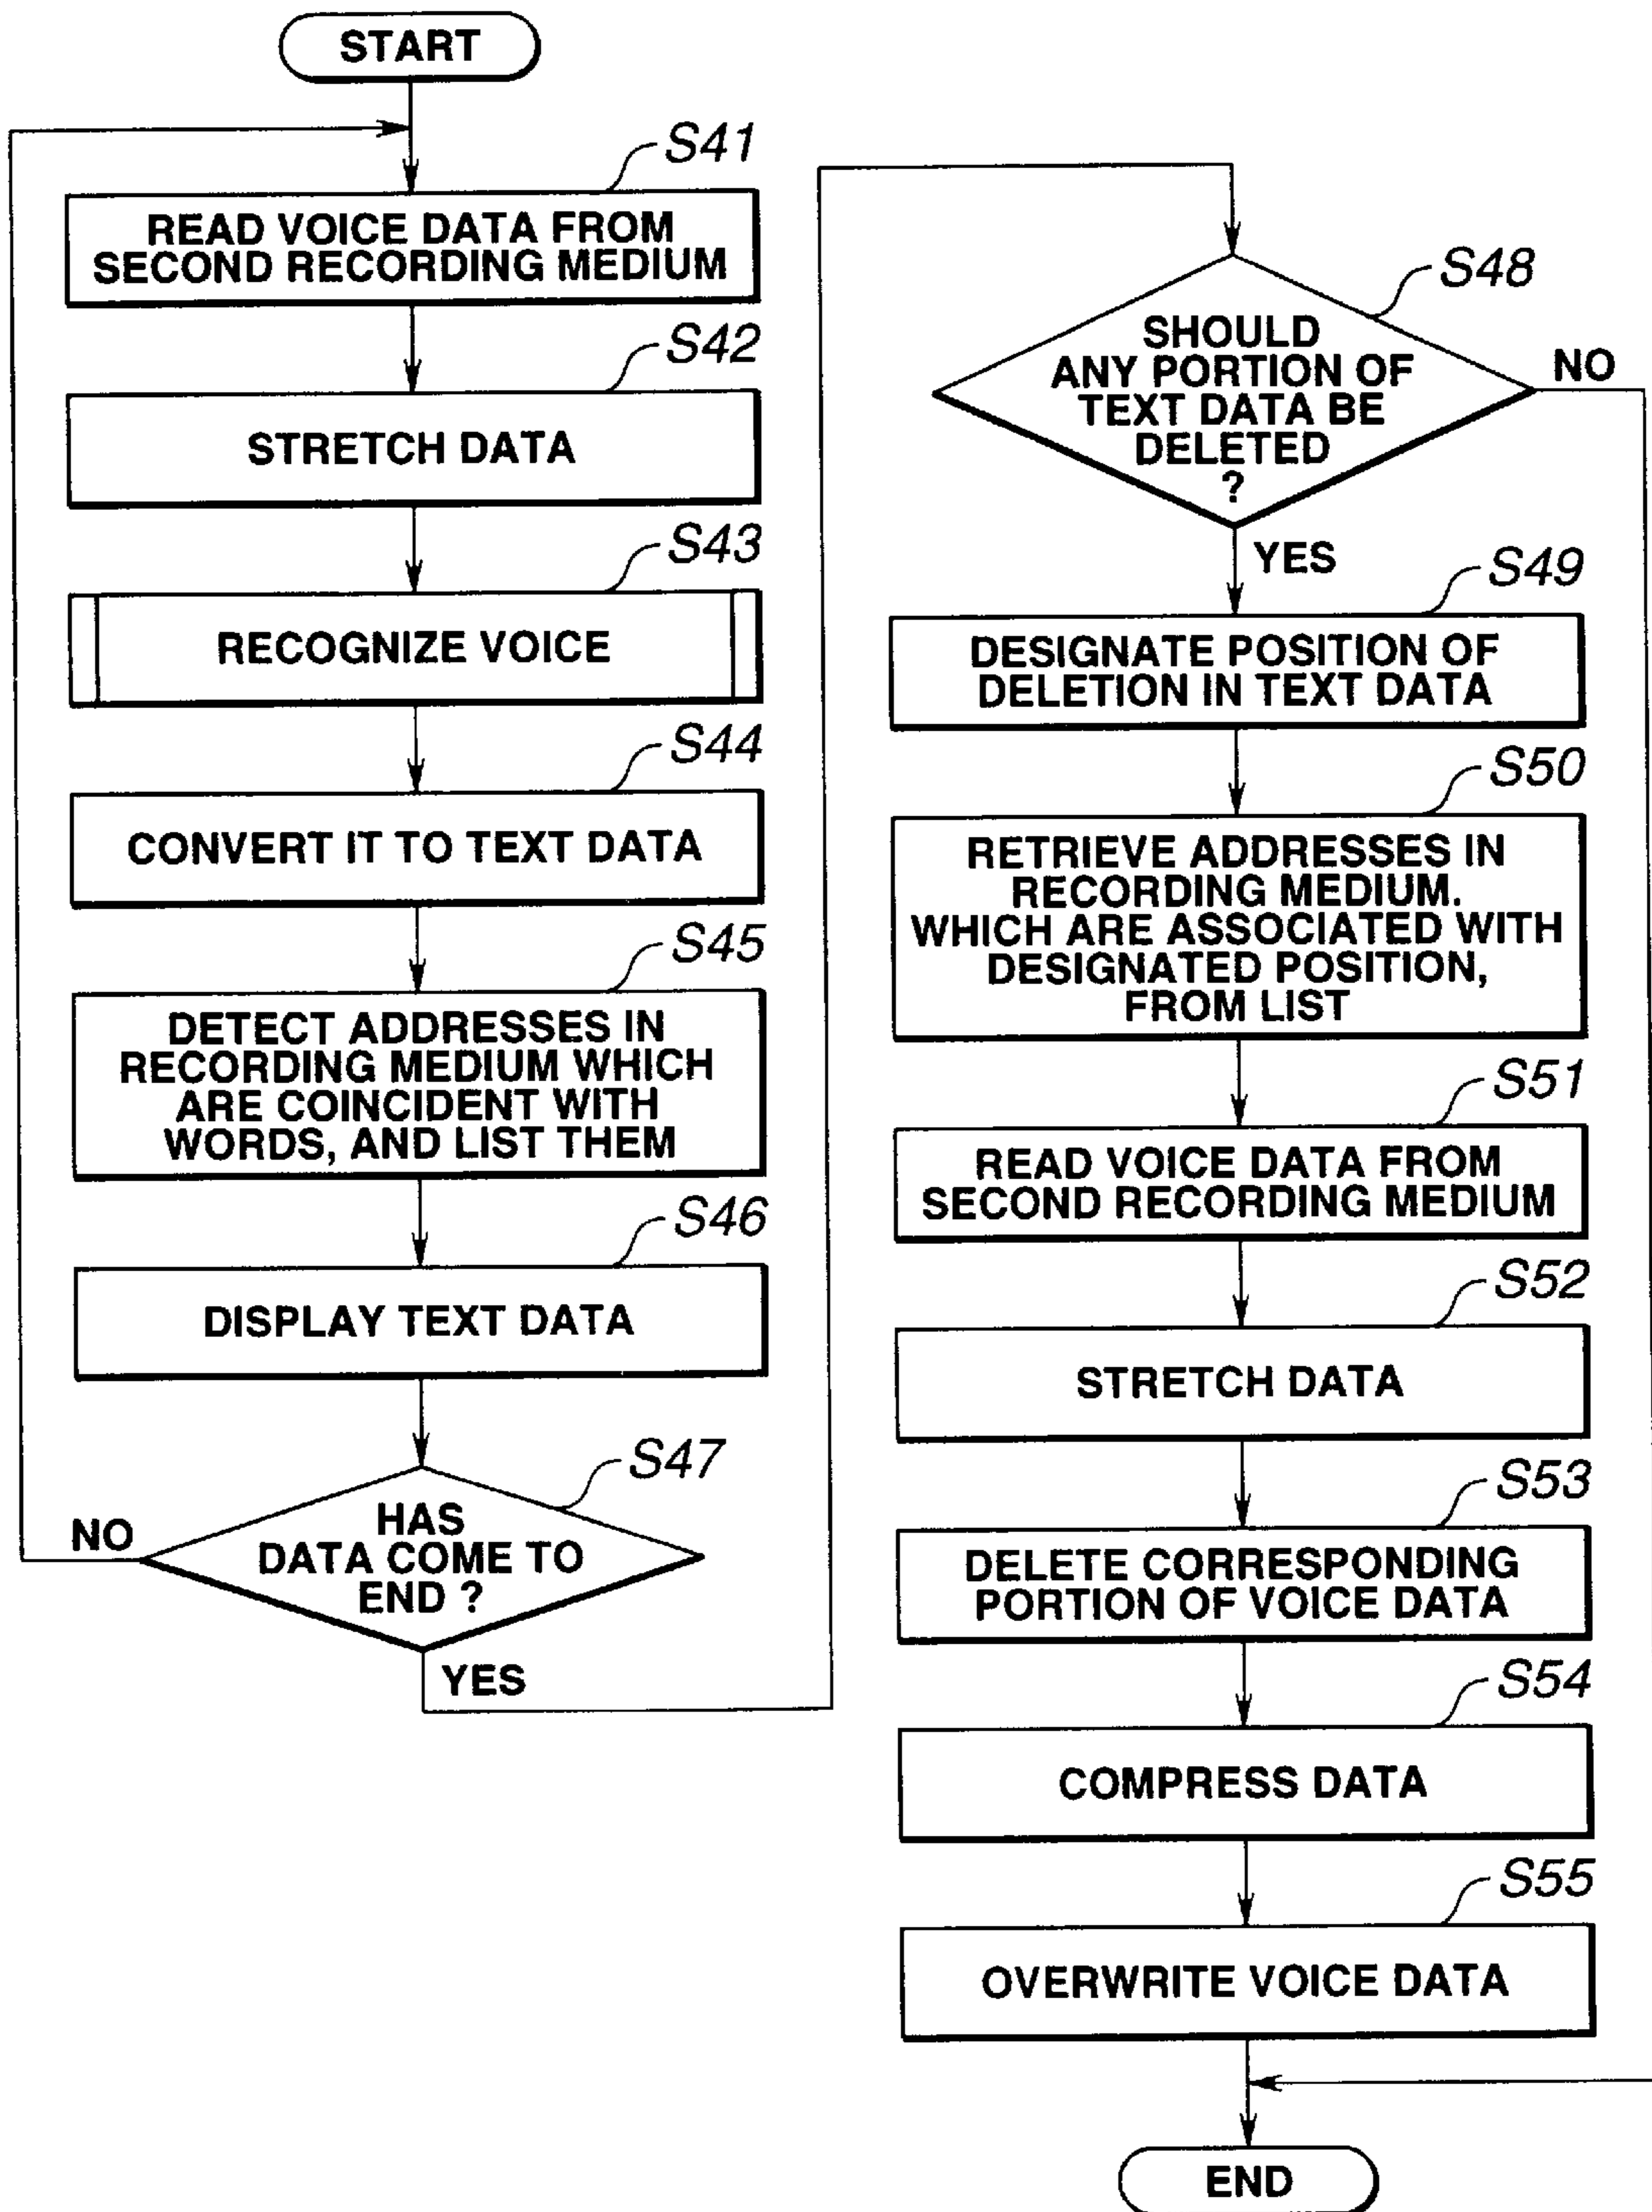 START
S41
READ VOICE DATA FROM
SECOND RECORDING MEDIUM
S42
STRETCH DATA
S43
RECOGNIZE VOICE
S44
CONVERT IT TO TEXT DATA
S45
DETECT ADDRESSES IN
RECORDING MEDIUM WHICH
ARE COINCIDENT WITH
WORDS, AND LIST THEM
S46
DISPLAY TEXT DATA
S47
HAS
DATA COME TO
END ?
NO
YES
S48
SHOULD
ANY PORTION OF
TEXT DATA BE
DELETED
?
NO
YES
S49
DESIGNATE POSITION OF
DELETION IN TEXT DATA
S50
RETRIEVE ADDRESSES IN
RECORDING MEDIUM.
WHICH ARE ASSOCIATED WITH
DESIGNATED POSITION,
FROM LIST
S51
READ VOICE DATA FROM
SECOND RECORDING MEDIUM
S52
STRETCH DATA
S53
DELETE CORRESPONDING
PORTION OF VOICE DATA
S54
COMPRESS DATA
S55
OVERWRITE VOICE DATA
END